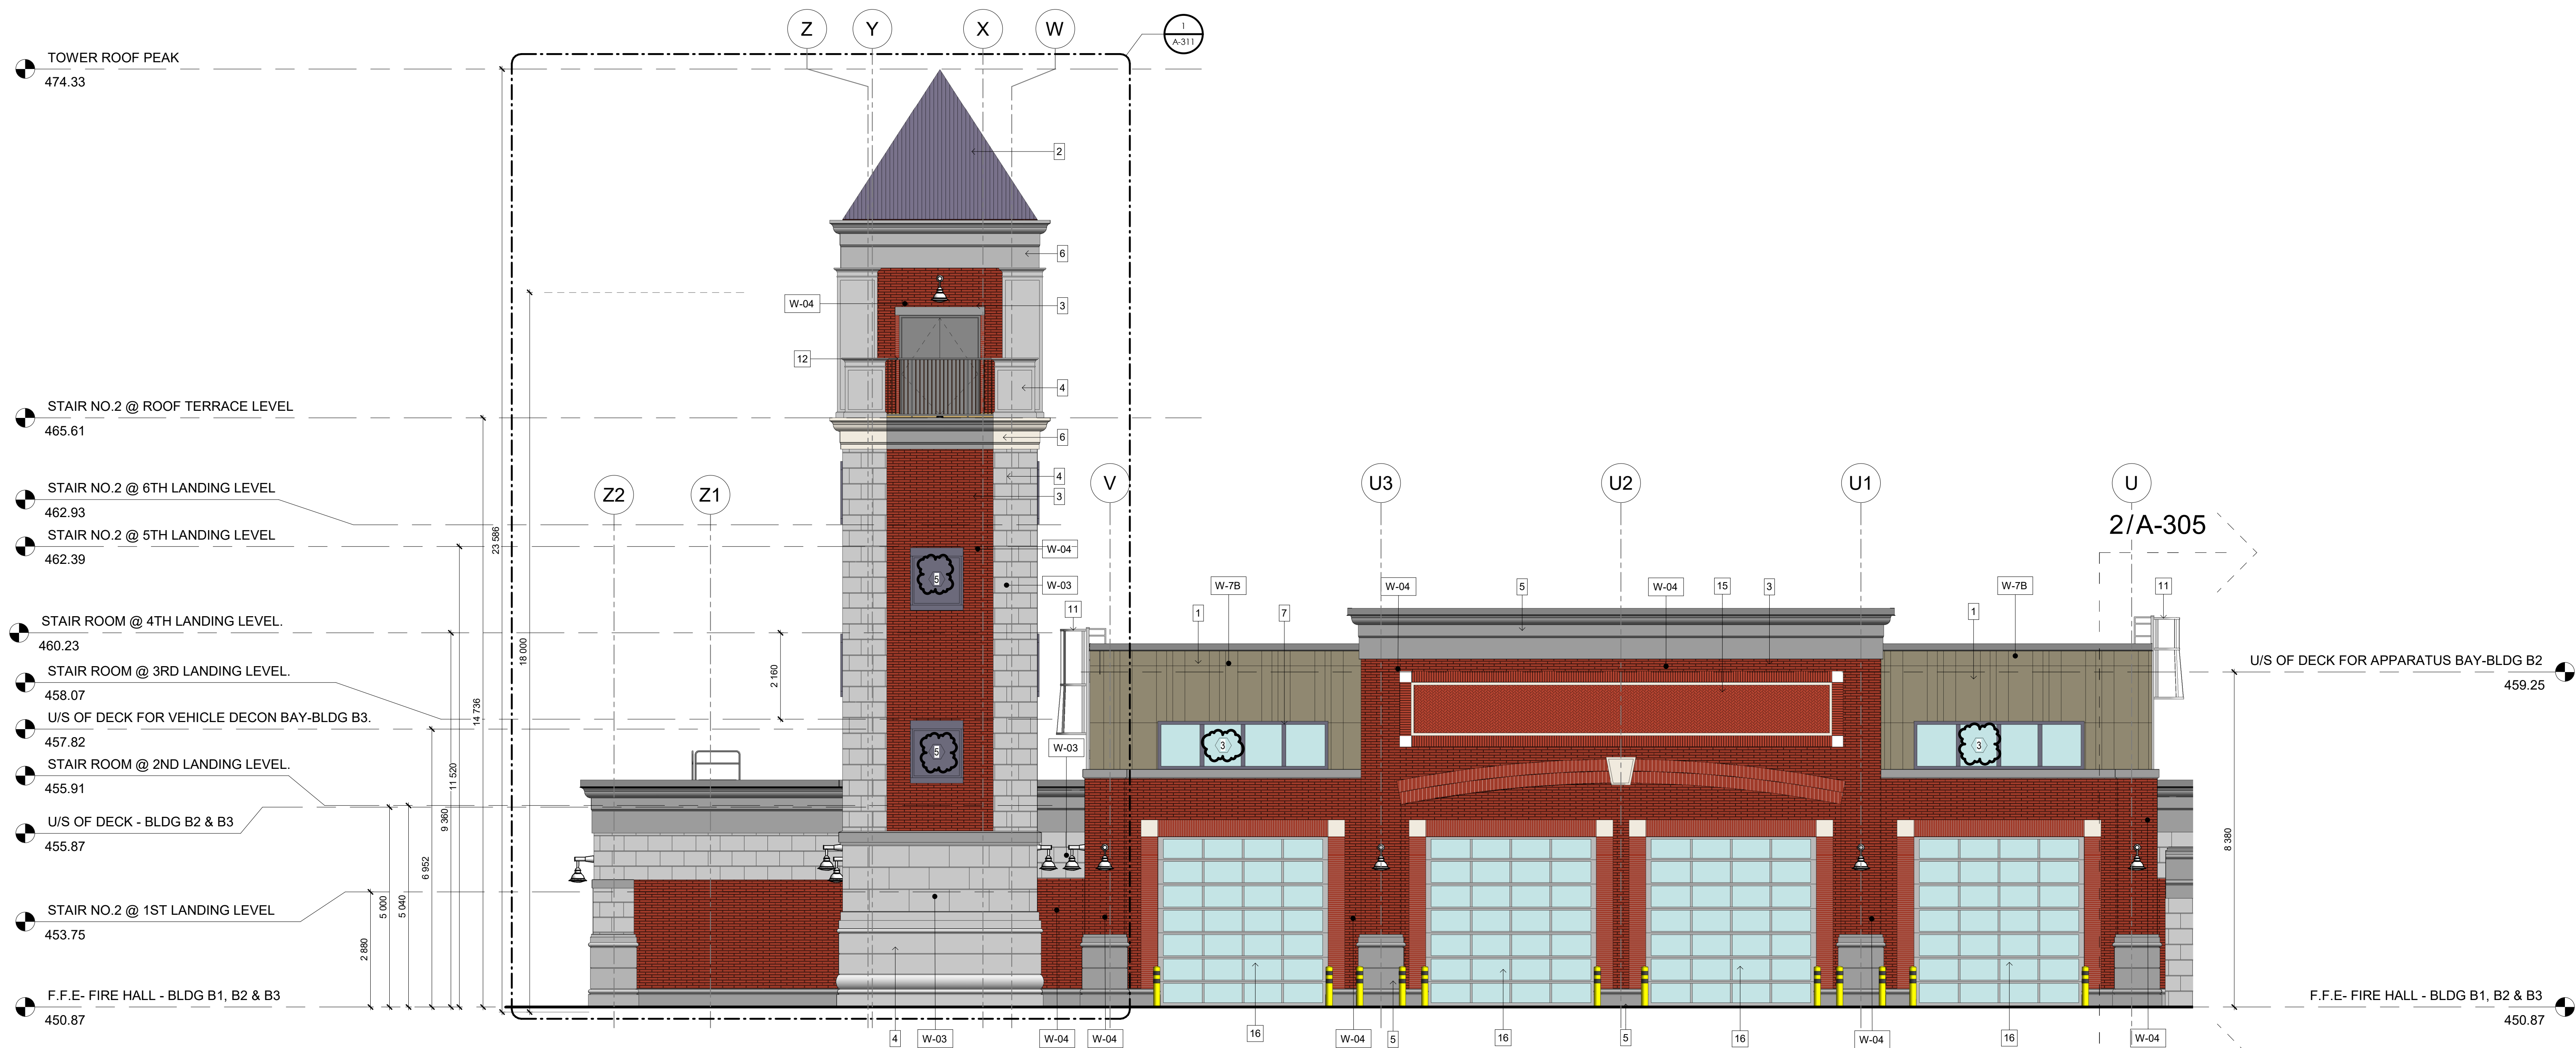 Z Y X W
1
A-311
TOWER ROOF PEAK
474.33
2
6
W-04
3
12
4
STAIR NO.2 @ ROOF TERRACE LEVEL
465.61
6
4
3
STAIR NO.2 @ 6TH LANDING LEVEL
462.93
Z2 Z1 V U3 U2 U1 U
2/A-305
STAIR NO.2 @ 5TH LANDING LEVEL
462.39
23 586
W-04
5
W-03
W-7B
W-04
5
W-04
15
3
W-7B
11
11
1
7
1
STAIR ROOM @ 4TH LANDING LEVEL.
460.23
18 000
2 160
STAIR ROOM @ 3RD LANDING LEVEL.
458.07
U/S OF DECK FOR APPARATUS BAY-BLDG B2
459.25
14 736
U/S OF DECK FOR VEHICLE DECON BAY-BLDG B3.
457.82
5
W-03
3
3
STAIR ROOM @ 2ND LANDING LEVEL.
455.91
11 520
9 360
U/S OF DECK - BLDG B2 & B3
455.87
6 952
8 380
5 000
5 040
STAIR NO.2 @ 1ST LANDING LEVEL
453.75
2 880
F.F.E- FIRE HALL - BLDG B1, B2 & B3
450.87
F.F.E- FIRE HALL - BLDG B1, B2 & B3
450.87
4
W-03
W-04
W-04
16
W-04
5
16
5
16
W-04
16
W-04